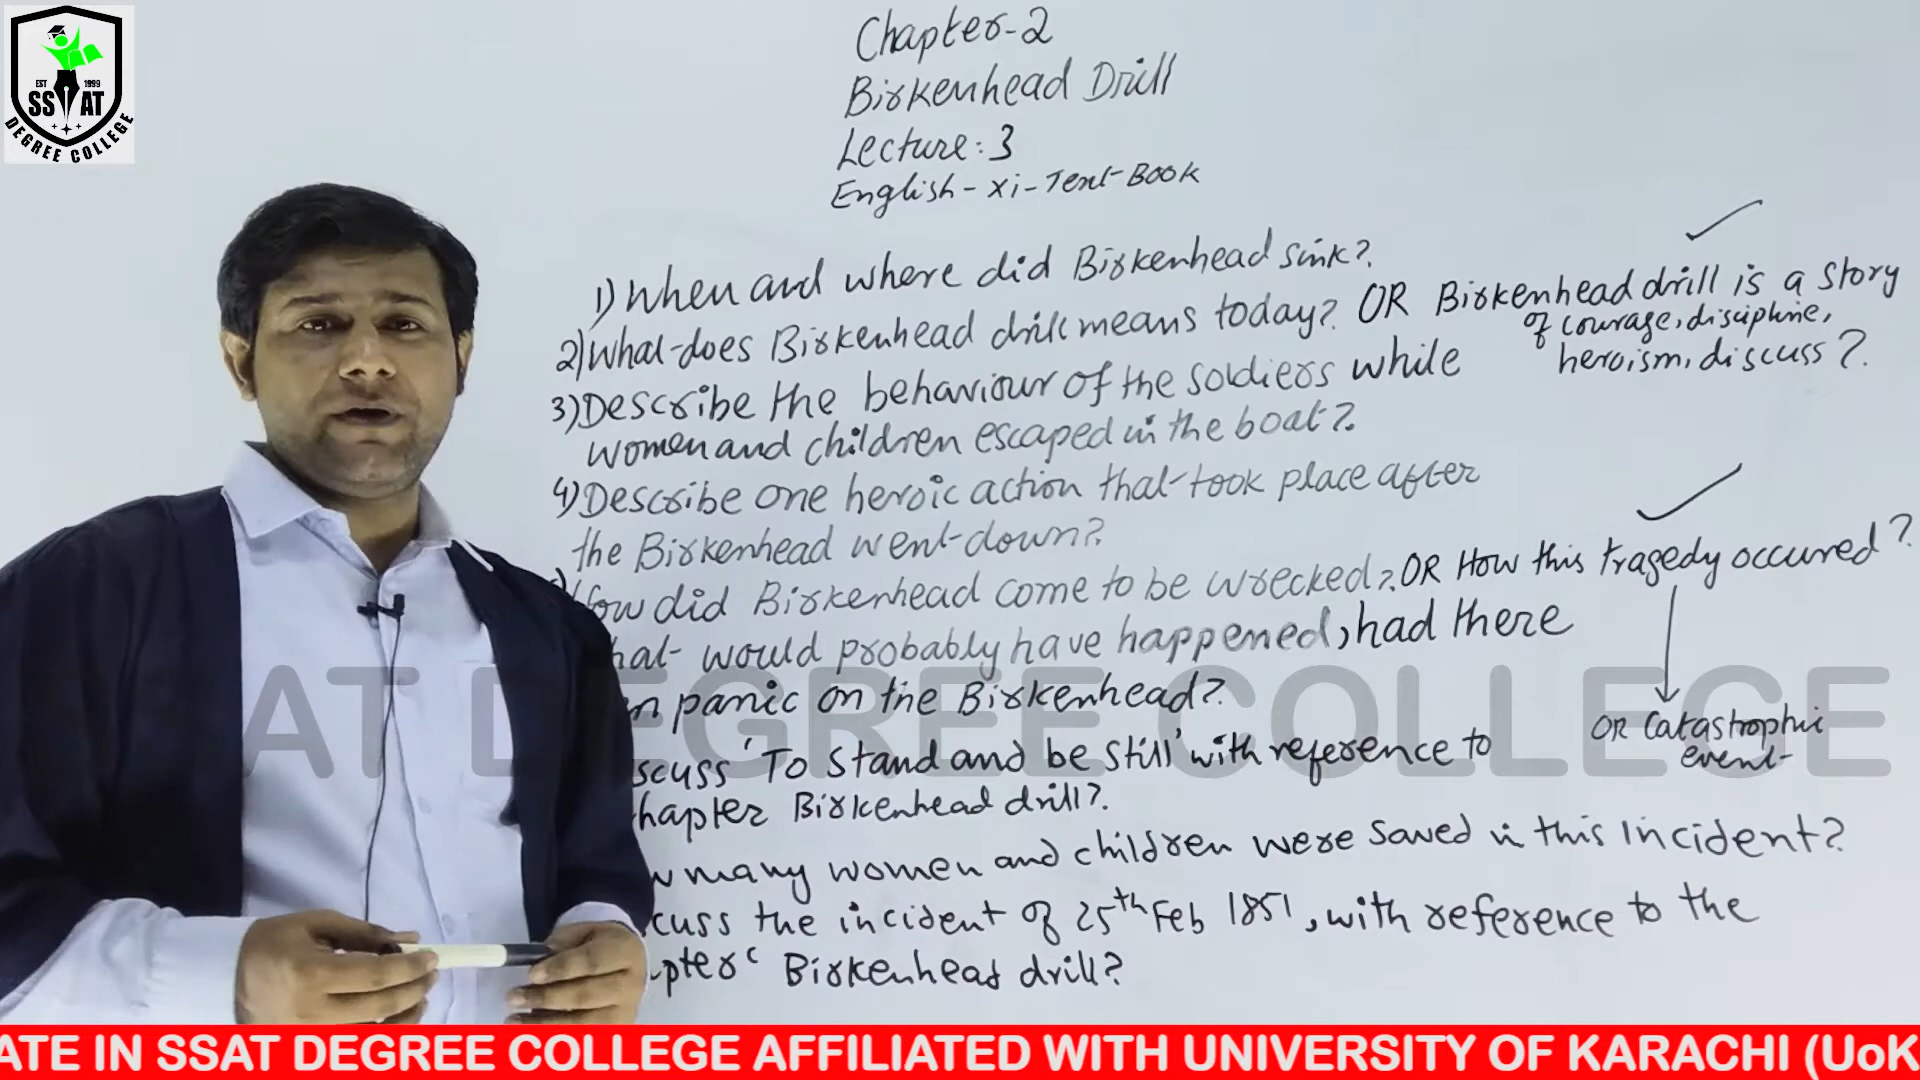 EST 1999
SSAT
DEGREE COLLEGE
Chapter-2
Birkenhead Drill
Lecture: 3
English - xi - Text-Book
1) When and where did Birkenhead sink?
2) What does Birkenhead drill means today? OR Birkenhead drill is a story
of courage, discipline,
heroism, discuss?
3) Describe the behaviour of the soldiers while
women and children escaped in the boat?
4) Describe one heroic action that took place after
the Birkenhead went down?
ow did Birkenhead come to be wrecked? OR How this tragedy occured?
hat would probably have happened, had there
n panic on the Birkenhead?
OR Catastrophic
event
scuss 'To stand and be still' with reference to
hapter Birkenhead drill?
w many women and children were saved in this incident?
cuss the incident of 25th Feb 1851, with reference to the
pter ' Birkenhead drill?
SAT DEGREE COLLEGE
ATE IN SSAT DEGREE COLLEGE AFFILIATED WITH UNIVERSITY OF KARACHI (UoK